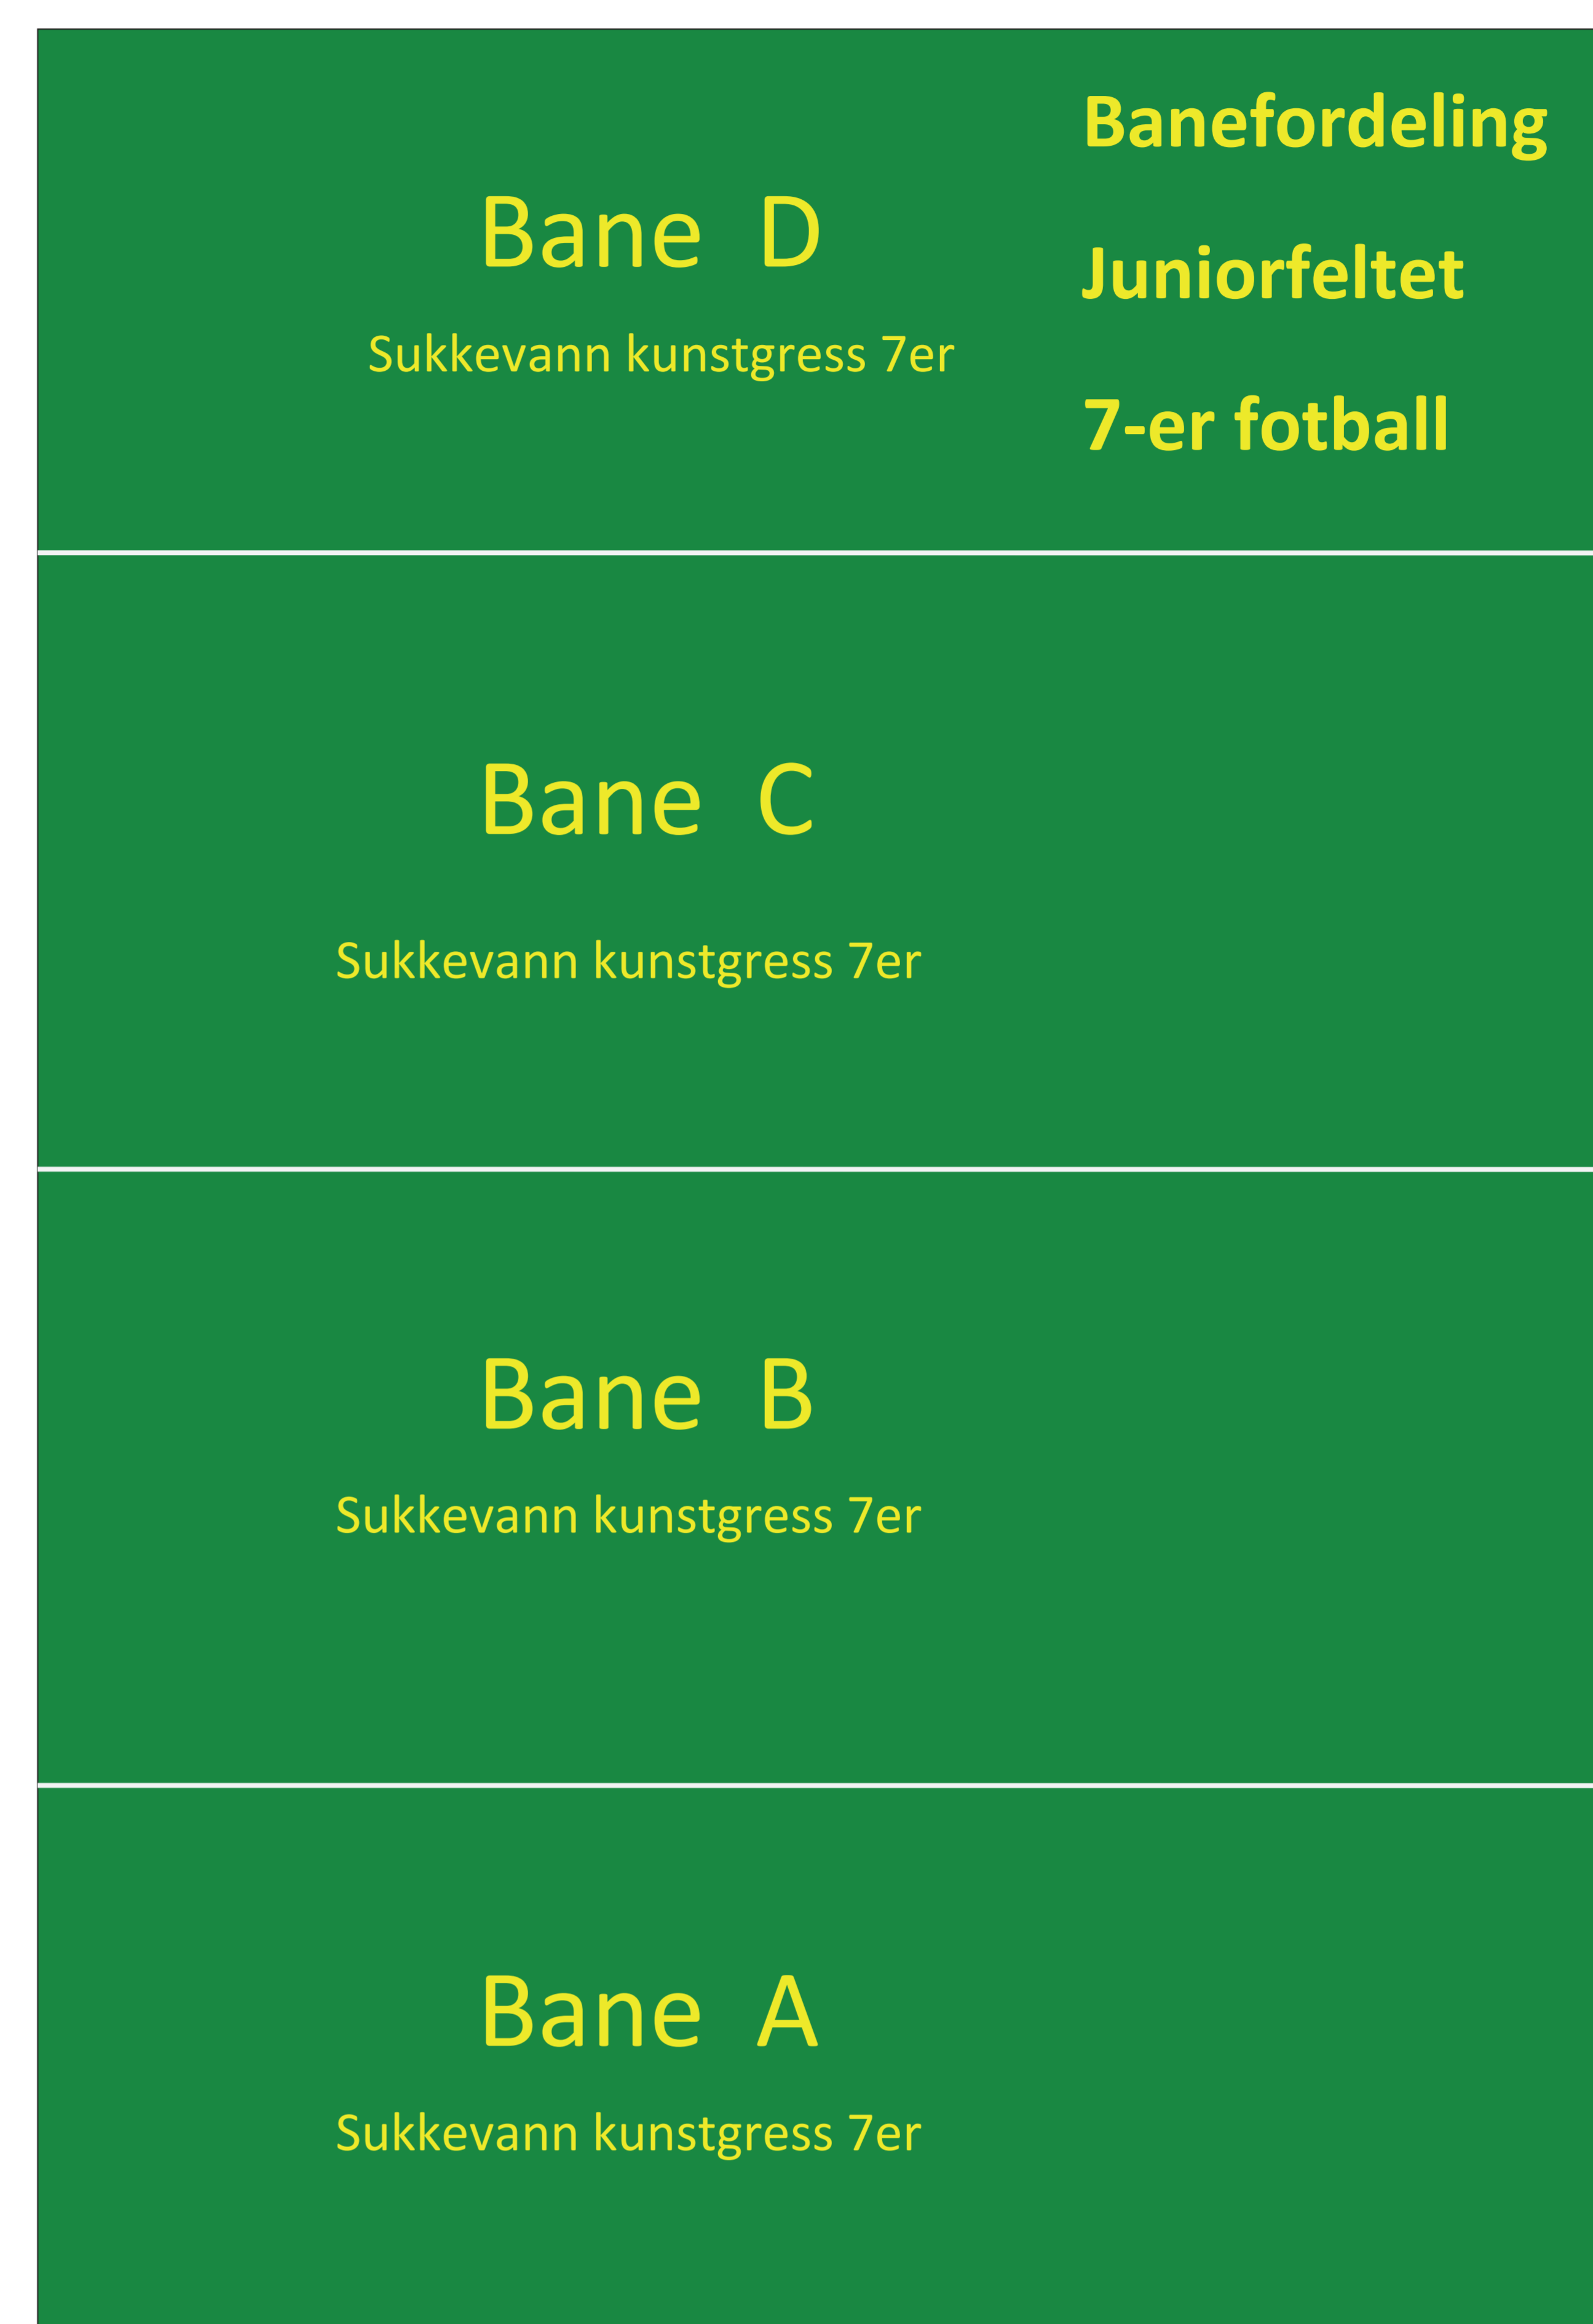 Banefordeling
Juniorfeltet
7-er fotball
Bane D
Sukkevann kunstgress 7er
Bane C
Sukkevann kunstgress 7er
Bane B
Sukkevann kunstgress 7er
Bane A
Sukkevann kunstgress 7er